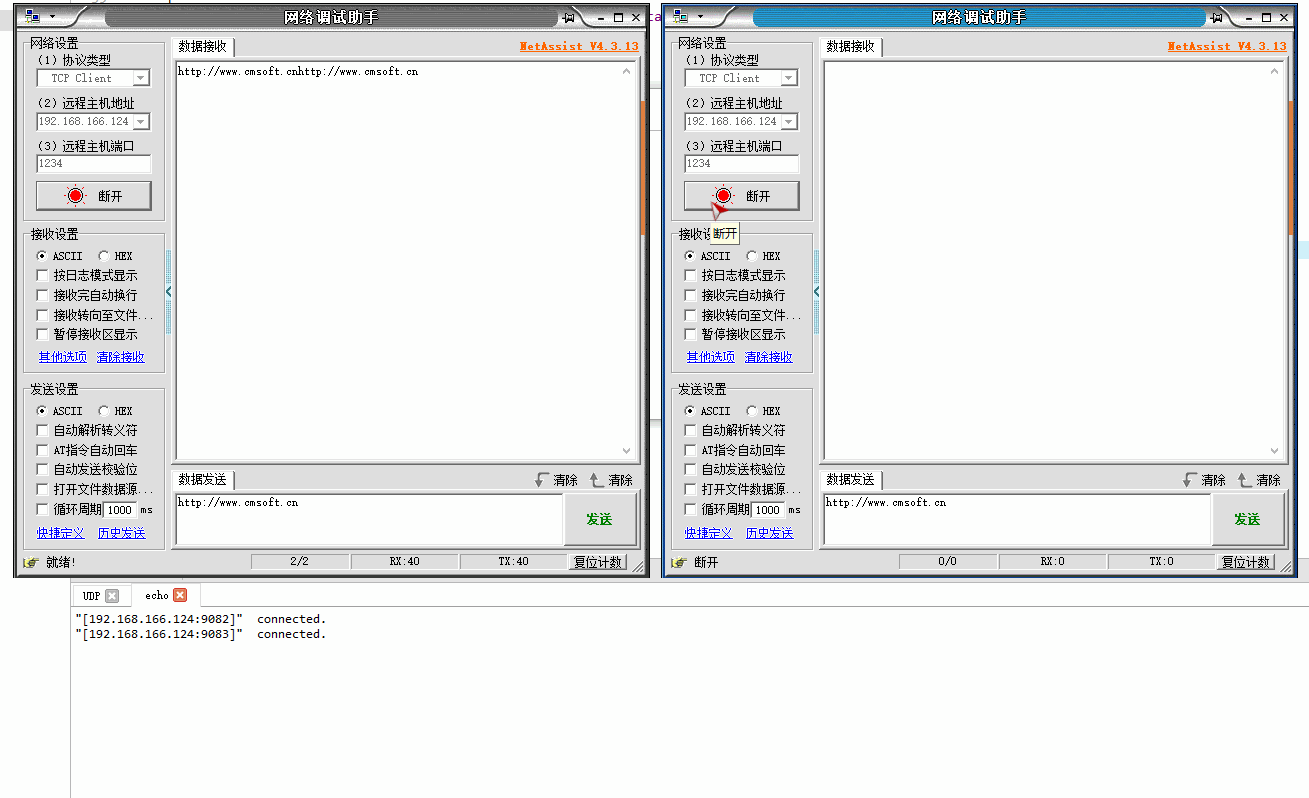 网络调试助手
网络设置
(1) 协议类型
TCP Client
(2) 远程主机地址
192.168.166.124
(3) 远程主机端口
1234
断开
接收设置
ASCII HEX
按日志模式显示
接收完自动换行
接收转向至文件...
暂停接收区显示
其他选项 清除接收
发送设置
ASCII HEX
自动解析转义符
AT指令自动回车
自动发送校验位
打开文件数据源...
循环周期 1000 ms
快捷定义 历史发送
就绪!
数据接收 NetAssist V4.3.13
http://www.cmsoft.cnhttp://www.cmsoft.cn
数据发送 清除 清除
http://www.cmsoft.cn
发送
2/2 RX:40 TX:40 复位计数
ca
网络调试助手
网络设置
(1) 协议类型
TCP Client
(2) 远程主机地址
192.168.166.124
(3) 远程主机端口
1234
断开
断开
接收设
ASCII HEX
按日志模式显示
接收完自动换行
接收转向至文件...
暂停接收区显示
其他选项 清除接收
发送设置
ASCII HEX
自动解析转义符
AT指令自动回车
自动发送校验位
打开文件数据源...
循环周期 1000 ms
快捷定义 历史发送
断开
数据接收 NetAssist V4.3.13
数据发送 清除 清除
http://www.cmsoft.cn
发送
0/0 RX:0 TX:0 复位计数
UDP echo
"[192.168.166.124:9082]" connected.
"[192.168.166.124:9083]" connected.